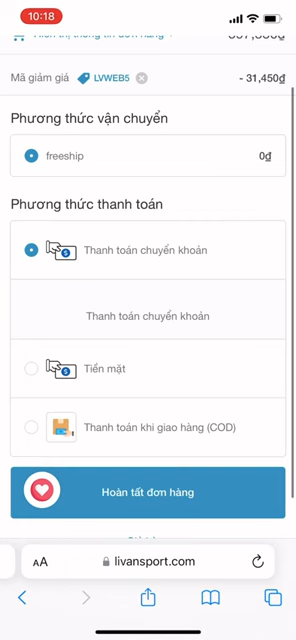 10:18
Mã giảm giá LVWEB5 - 31,450₫
Phương thức vận chuyển
freeship 0₫
Phương thức thanh toán
Thanh toán chuyển khoản
Thanh toán chuyển khoản
Tiền mặt
Thanh toán khi giao hàng (COD)
Hoàn tất đơn hàng
AA livansport.com